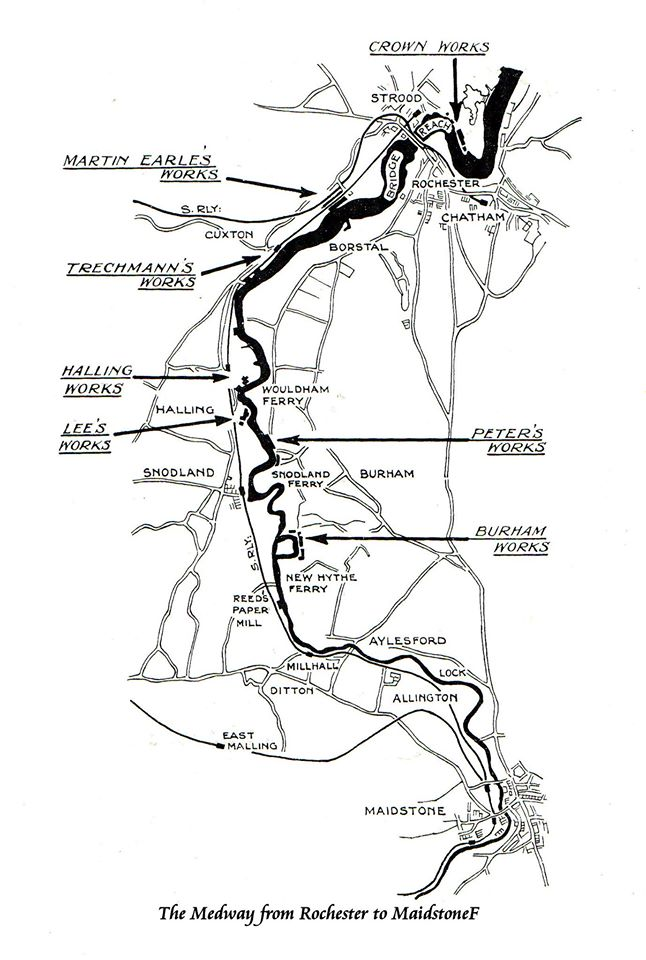 CROWN WORKS
STROOD
REACH
MARTIN EARLE'S
WORKS
BRIDGE
ROCHESTER
S. RLY:
CHATHAM
CUXTON
BORSTAL
TRECHMANN'S
WORKS
HALLING
WORKS
WOULDHAM
FERRY
HALLING
LEE'S
WORKS
PETER'S
WORKS
SNODLAND
SNODLAND
FERRY
BURHAM
BURHAM
WORKS
S. RLY:
NEW HYTHE
FERRY
REED'S
PAPER
MILL
AYLESFORD
MILLHALL
LOCK
DITTON
ALLINGTON
EAST
MALLING
MAIDSTONE
The Medway from Rochester to MaidstoneF